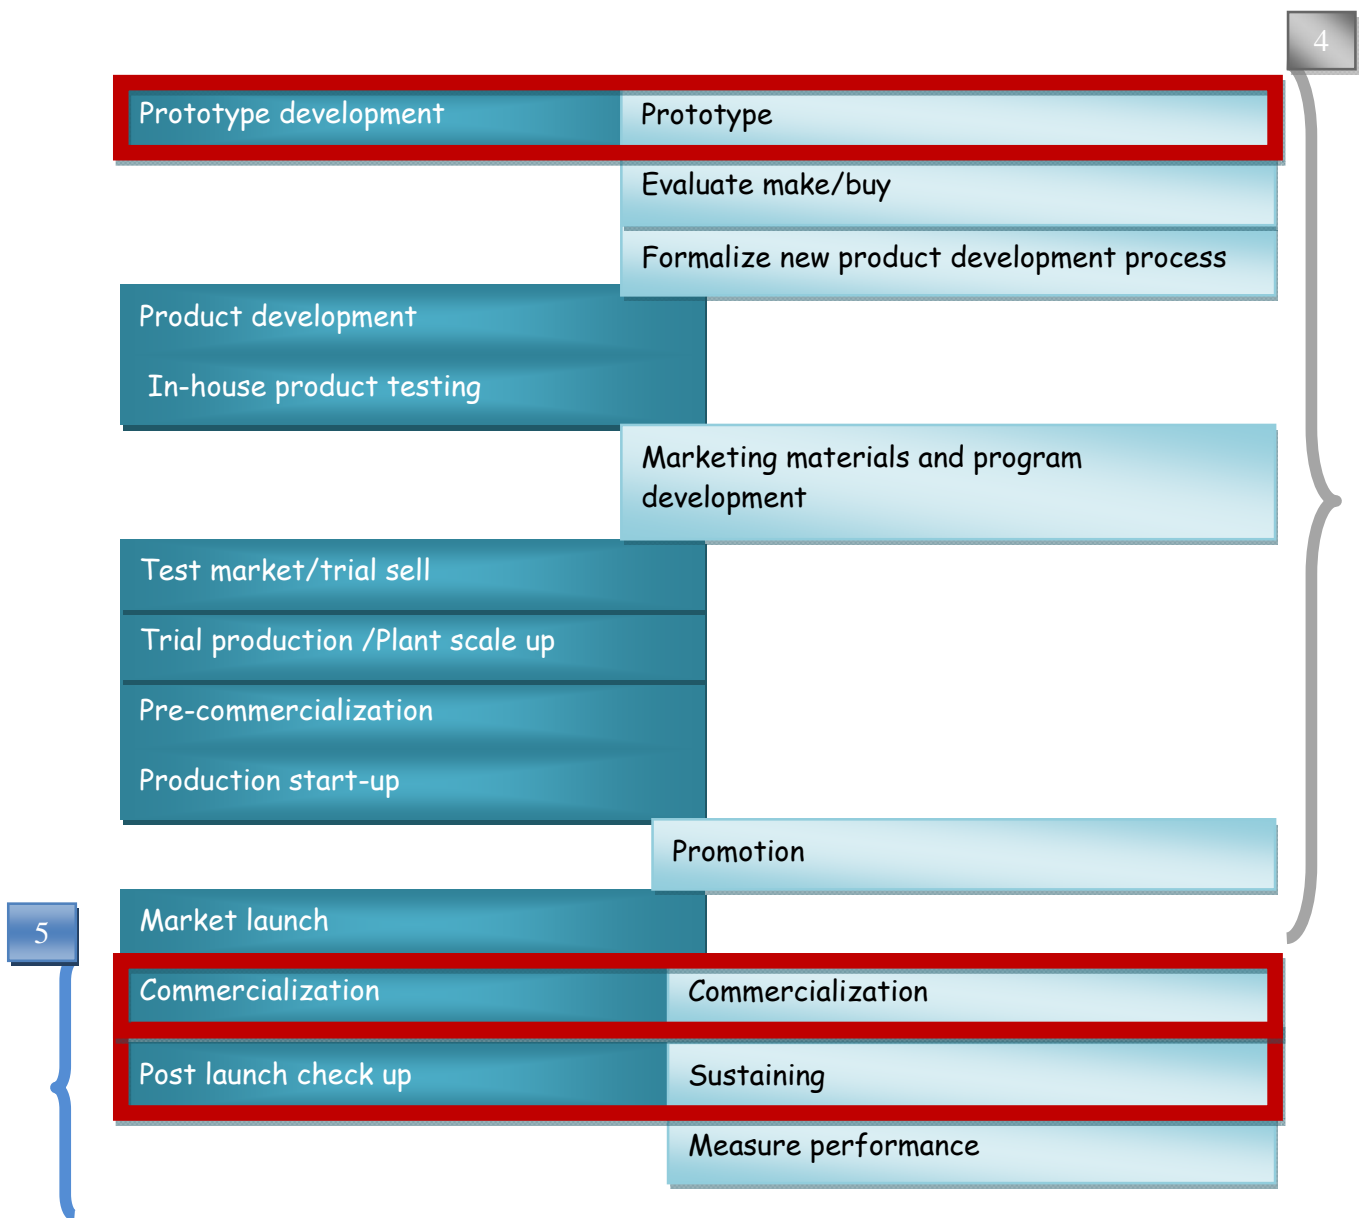 4
Prototype development
Prototype
Evaluate make/buy
Formalize new product development process
Product development
In-house product testing
Marketing materials and program
development
Test market/trial sell
Trial production /Plant scale up
Pre-commercialization
Production start-up
Promotion
Market launch
5
Commercialization
Commercialization
Post launch check up
Sustaining
Measure performance